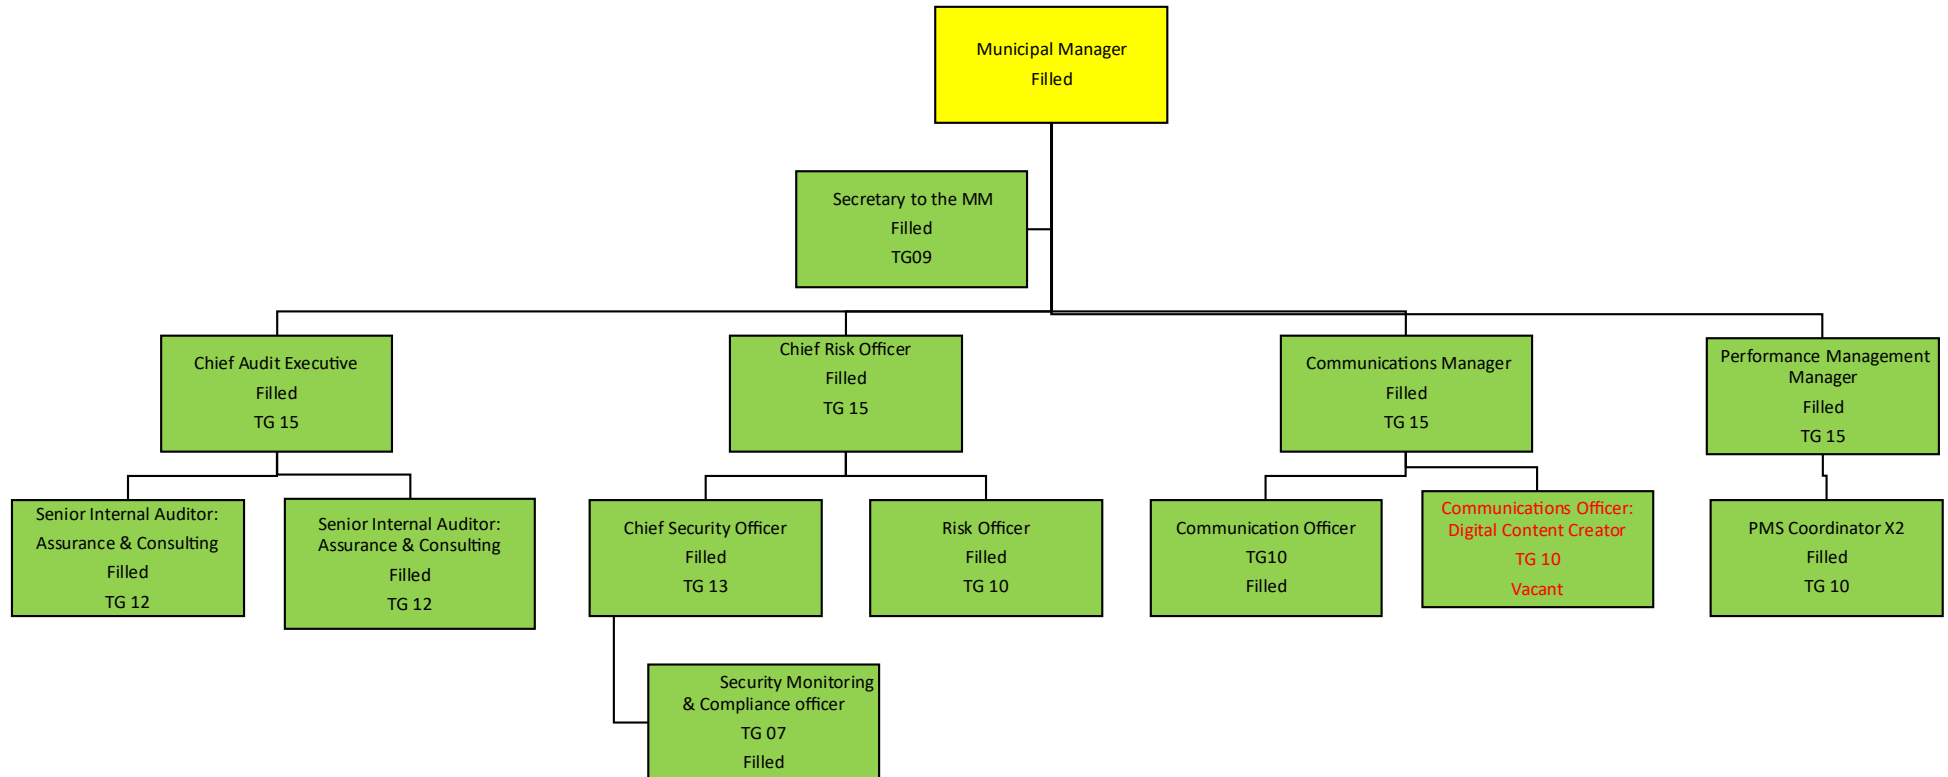 Municipal Manager
Filled
Secretary to the MM
Filled
TG09
Chief Audit Executive
Filled
TG 15
Chief Risk Officer
Filled
TG 15
Communications Manager
Filled
TG 15
Performance Management
Manager
Filled
TG 15
Senior Internal Auditor:
Assurance & Consulting
Filled
TG 12
Senior Internal Auditor:
Assurance & Consulting
Filled
TG 12
Chief Security Officer
Filled
TG 13
Risk Officer
Filled
TG 10
Communication Officer
TG10
Filled
Communications Officer:
Digital Content Creator
TG 10
Vacant
PMS Coordinator X2
Filled
TG 10
Security Monitoring
& Compliance officer
TG 07
Filled